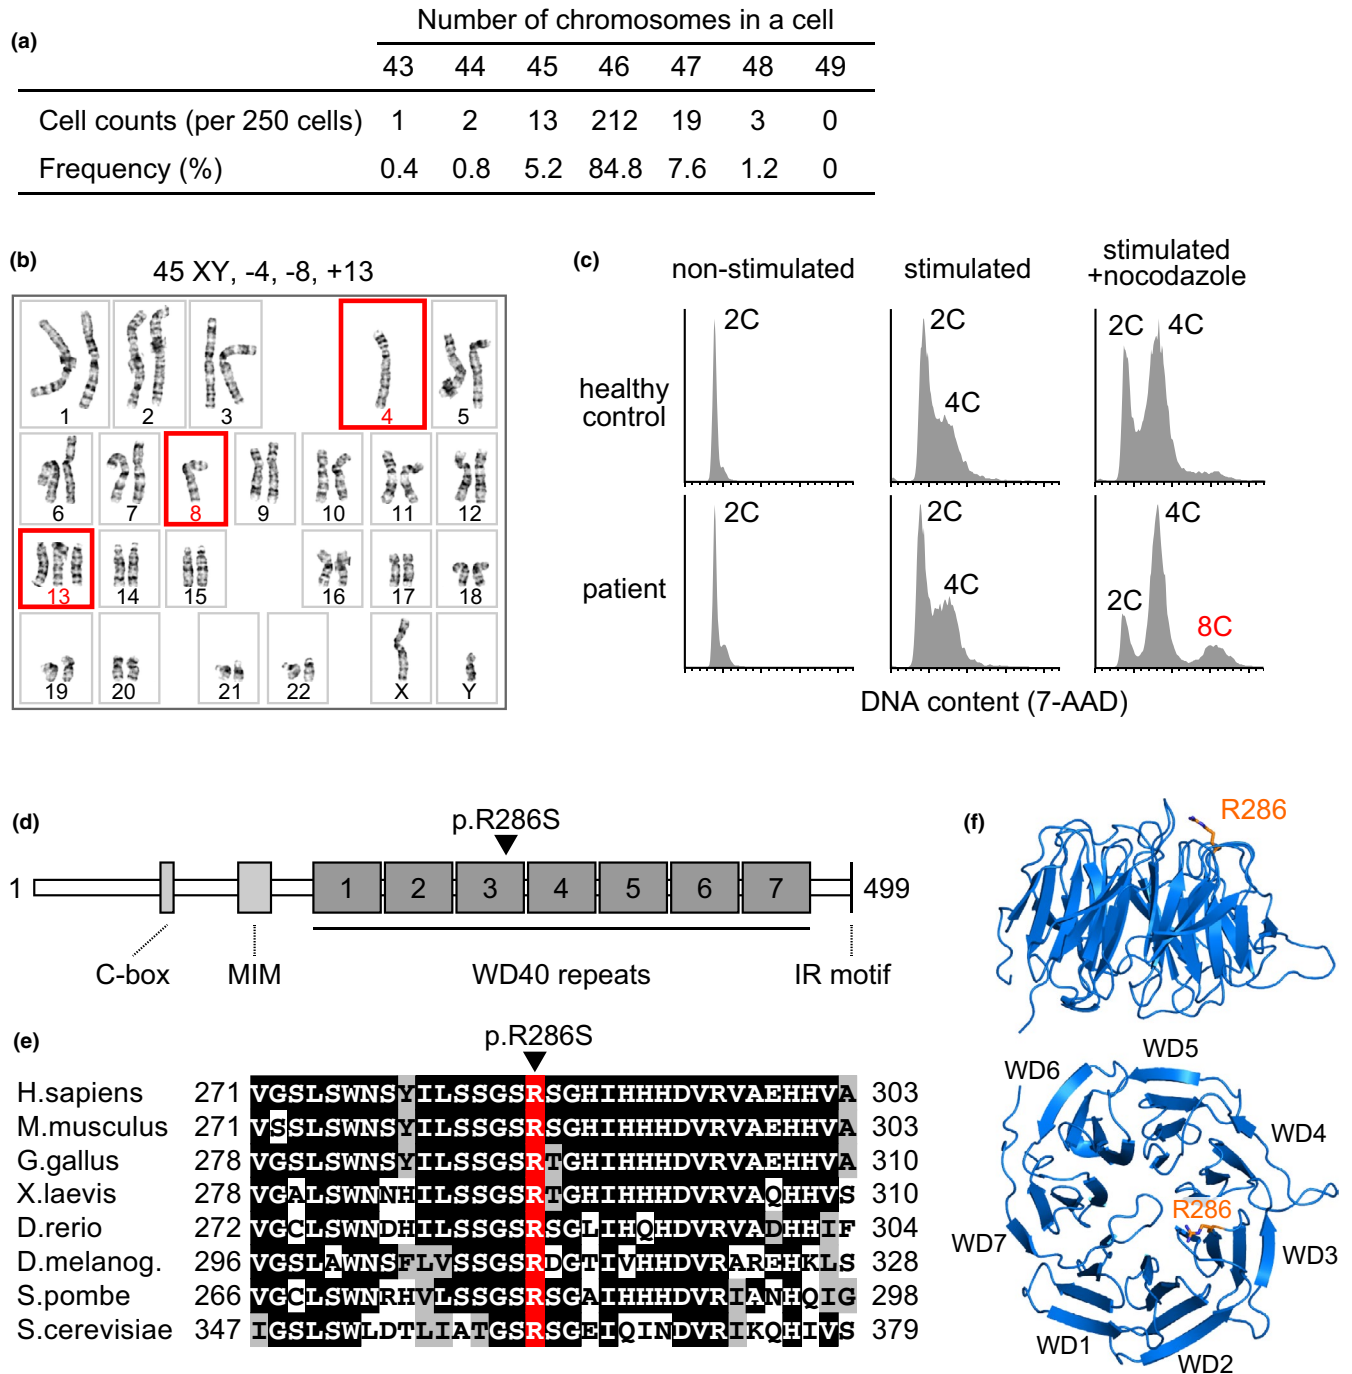 (a)
Number of chromosomes in a cell
43 44 45 46 47 48 49
Cell counts (per 250 cells) 1 2 13 212 19 3 0
Frequency (%) 0.4 0.8 5.2 84.8 7.6 1.2 0
(b)
45 XY, -4, -8, +13
1 2 3 4 5
6 7 8 9 10 11 12
13 14 15 16 17 18
19 20 21 22 X Y
(c)
non-stimulated
stimulated
stimulated
+nocodazole
healthy
control
2C
2C
4C
2C
4C
patient
2C
2C
4C
2C
4C
8C
DNA content (7-AAD)
(d)
p.R286S
1
1 2 3 4 5 6 7
499
C-box
MIM
WD40 repeats
IR motif
(e)
p.R286S
H.sapiens 271 VGSLSWNSYILSSGSRSGHIHHHDVRVAEHHVA 303
M.musculus 271 VSSLSWNSYILSSGSRSGHIHHHDVRVAEHHVA 303
G.gallus 278 VGSLSWNSYILSSGSRTGHIHHHDVRVAEHHVA 310
X.laevis 278 VGALSWNNHILSSGSRTGHIHHHDVRVAQHHVS 310
D.rerio 272 VGCLSWNDHILSSGSRSGLIHQHDVRVADHHIF 304
D.melanog. 296 VGSLAWNSFLVSSGSRDGTIVHHDVRAREHKLS 328
S.pombe 266 VGCLSWNRHVLSSGSRSGAIHHHDVRIANHQIG 298
S.cerevisiae 347 IGSLSWLDTLIATGSRSGEIQINDVRIKQHIVS 379
(f)
R286
WD5
WD6
WD4
R286
WD7
WD3
WD1
WD2